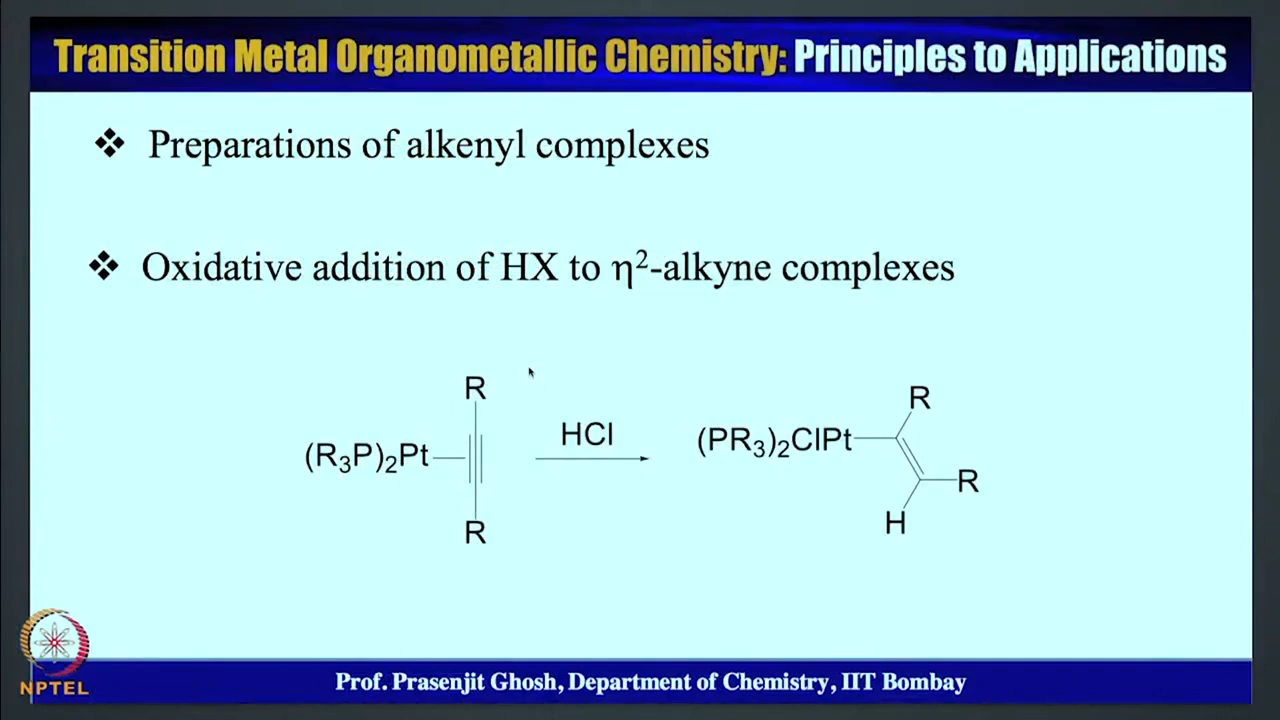 Transition Metal Organometallic Chemistry: Principles to Applications
❖ Preparations of alkenyl complexes
❖ Oxidative addition of HX to η²-alkyne complexes
R
(R₃P)₂Pt
R
HCl
(PR₃)₂ClPt
R
R
H
NPTEL
Prof. Prasenjit Ghosh, Department of Chemistry, IIT Bombay